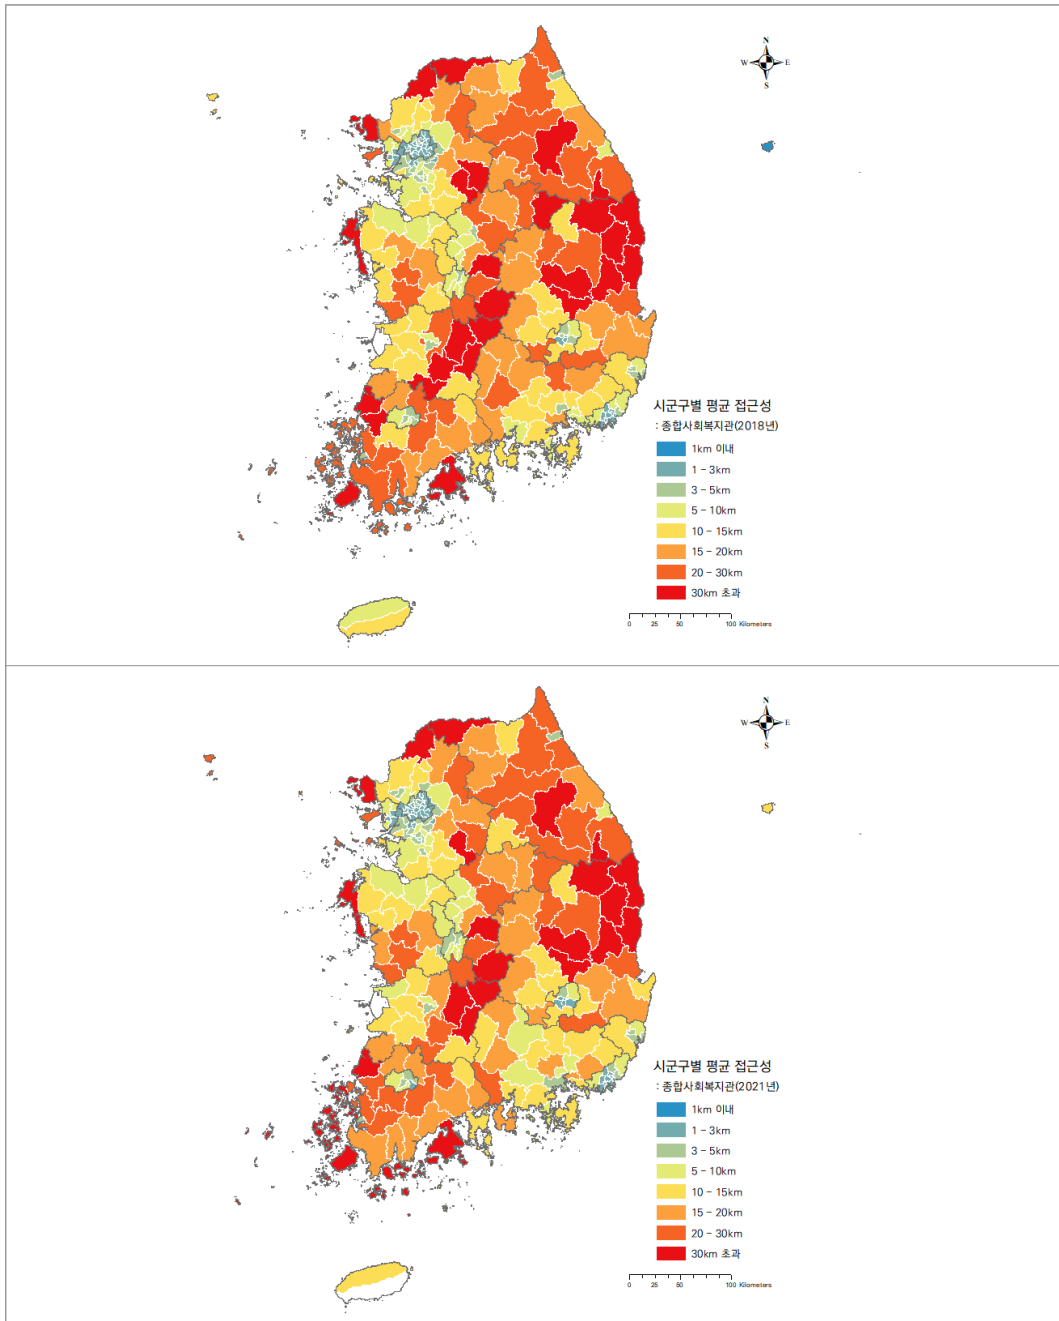 N
W E
S
시군구별 평균 접근성
: 종합사회복지관(2018년)
1km 이내
1 - 3km
3 - 5km
5 - 10km
10 - 15km
15 - 20km
20 - 30km
30km 초과
0 25 50 100 Kilometers
N
W E
S
시군구별 평균 접근성
: 종합사회복지관(2021년)
1km 이내
1 - 3km
3 - 5km
5 - 10km
10 - 15km
15 - 20km
20 - 30km
30km 초과
0 25 50 100 Kilometers